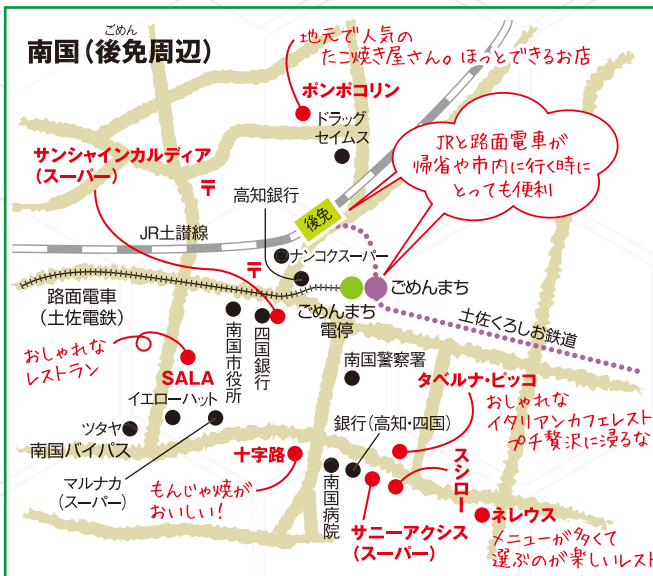 ごめん
南国（後免周辺）
地元で人気の
たこ焼き屋さん。ほっとできるお店
ポンポコリン
ドラッグ
セイムス
サンシャインカルディア
（スーパー）
〒
高知銀行
JRと路面電車が
帰省や市内に行く時に
とっても便利
後免
JR土讃線
ナンコクスーパー
〒
路面電車
（土佐電鉄）
ごめんまち
ごめんまち
電停
土佐くろしお鉄道
南国市役所
四国銀行
おしゃれな
レストラン
SALA
南国警察署
タベルナ・ピッコ
おしゃれな
イタリアンカフェレスト
プチ贅沢に浸るな
イエローハット
ツタヤ
南国バイパス
マルナカ
（スーパー）
銀行（高知・四国）
十字路
もんじゃ焼が
おいしい！
南国病院
スシロー
サニーアクシス
（スーパー）
ネレウス
メニューが多くて
選ぶのが楽しいレスト